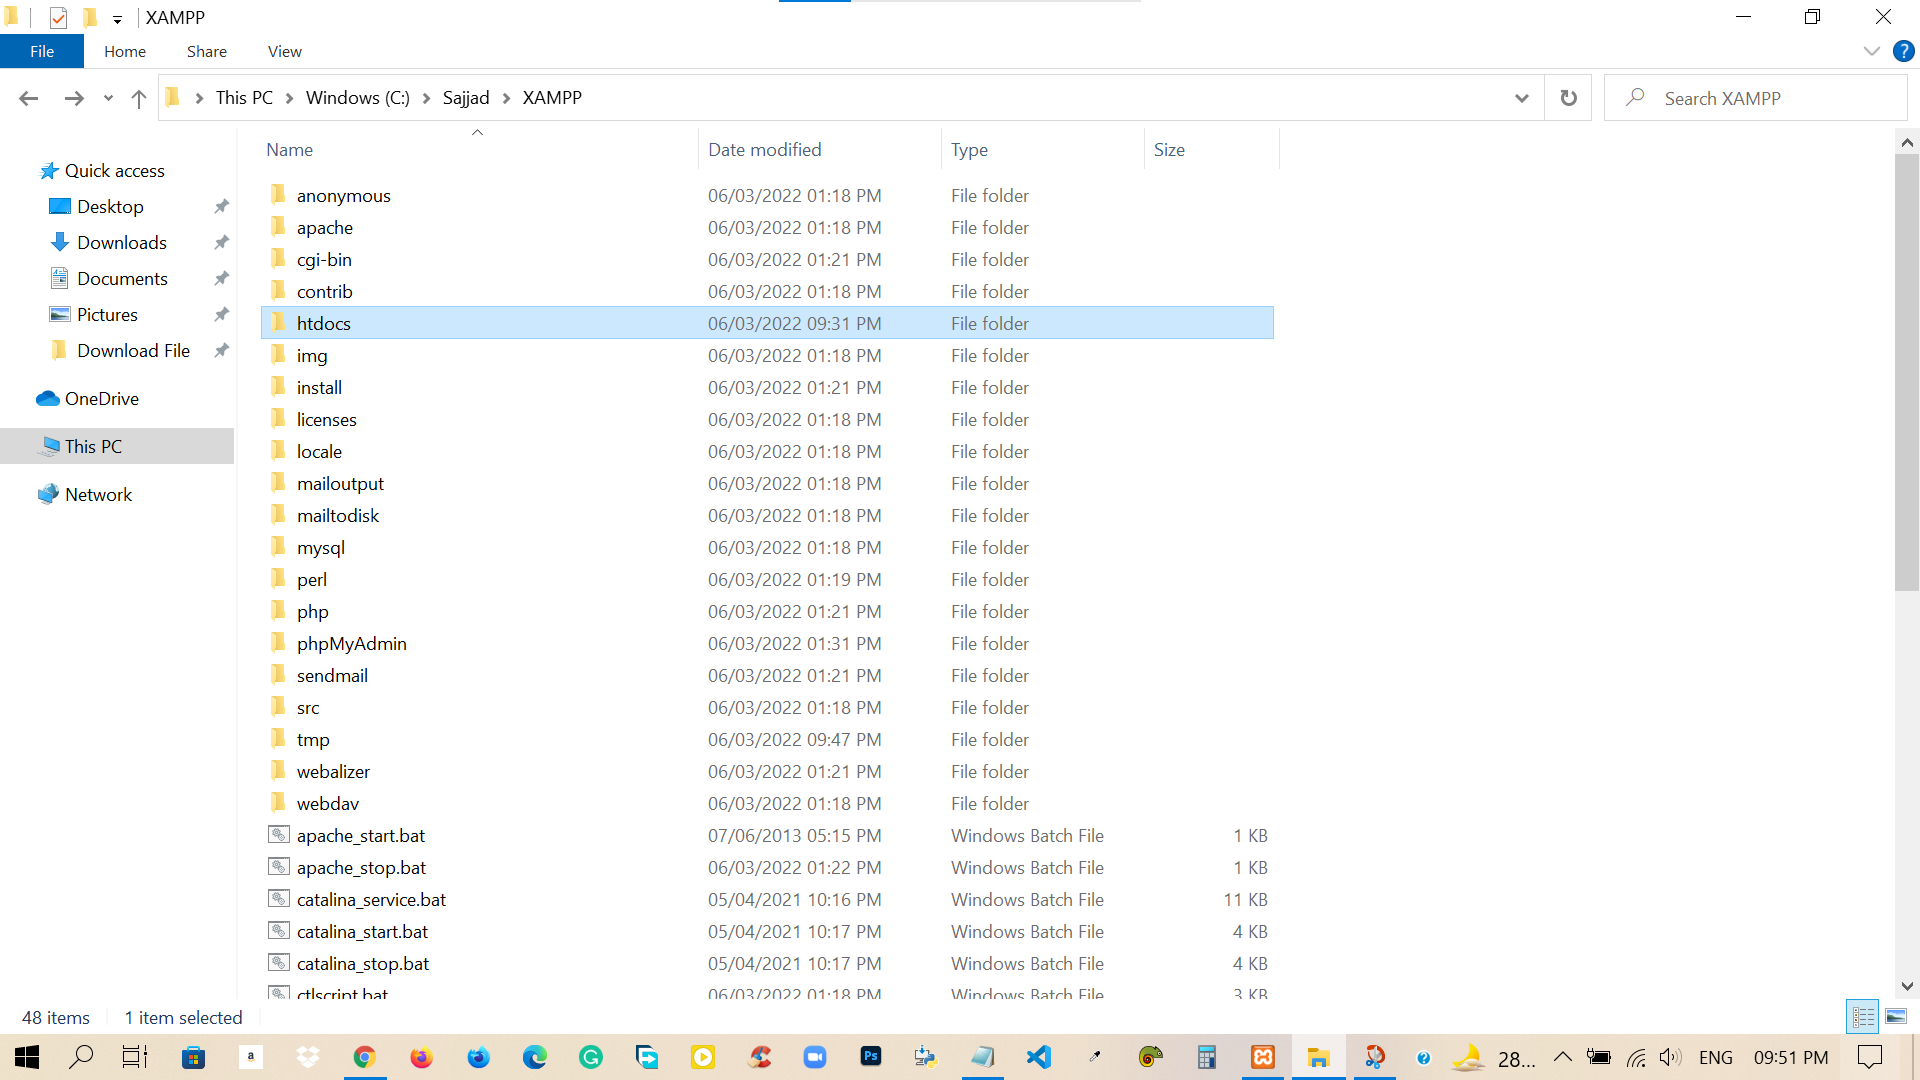 XAMPP
File Home Share View
This PC Windows (C:) Sajjad XAMPP Search XAMPP
Name Date modified Type Size
Quick access
Desktop
Downloads
Documents
Pictures
Download File
OneDrive
This PC
Network
anonymous 06/03/2022 01:18 PM File folder
apache 06/03/2022 01:18 PM File folder
cgi-bin 06/03/2022 01:21 PM File folder
contrib 06/03/2022 01:18 PM File folder
htdocs 06/03/2022 09:31 PM File folder
img 06/03/2022 01:18 PM File folder
install 06/03/2022 01:21 PM File folder
licenses 06/03/2022 01:18 PM File folder
locale 06/03/2022 01:18 PM File folder
mailoutput 06/03/2022 01:18 PM File folder
mailtodisk 06/03/2022 01:18 PM File folder
mysql 06/03/2022 01:18 PM File folder
perl 06/03/2022 01:19 PM File folder
php 06/03/2022 01:21 PM File folder
phpMyAdmin 06/03/2022 01:31 PM File folder
sendmail 06/03/2022 01:21 PM File folder
src 06/03/2022 01:18 PM File folder
tmp 06/03/2022 09:47 PM File folder
webalizer 06/03/2022 01:21 PM File folder
webdav 06/03/2022 01:18 PM File folder
apache_start.bat 07/06/2013 05:15 PM Windows Batch File 1 KB
apache_stop.bat 06/03/2022 01:22 PM Windows Batch File 1 KB
catalina_service.bat 05/04/2021 10:16 PM Windows Batch File 11 KB
catalina_start.bat 05/04/2021 10:17 PM Windows Batch File 4 KB
catalina_stop.bat 05/04/2021 10:17 PM Windows Batch File 4 KB
ctlscript.bat 06/03/2022 01:18 PM Windows Batch File 3 KB
48 items 1 item selected
a Ps 28... ENG 09:51 PM